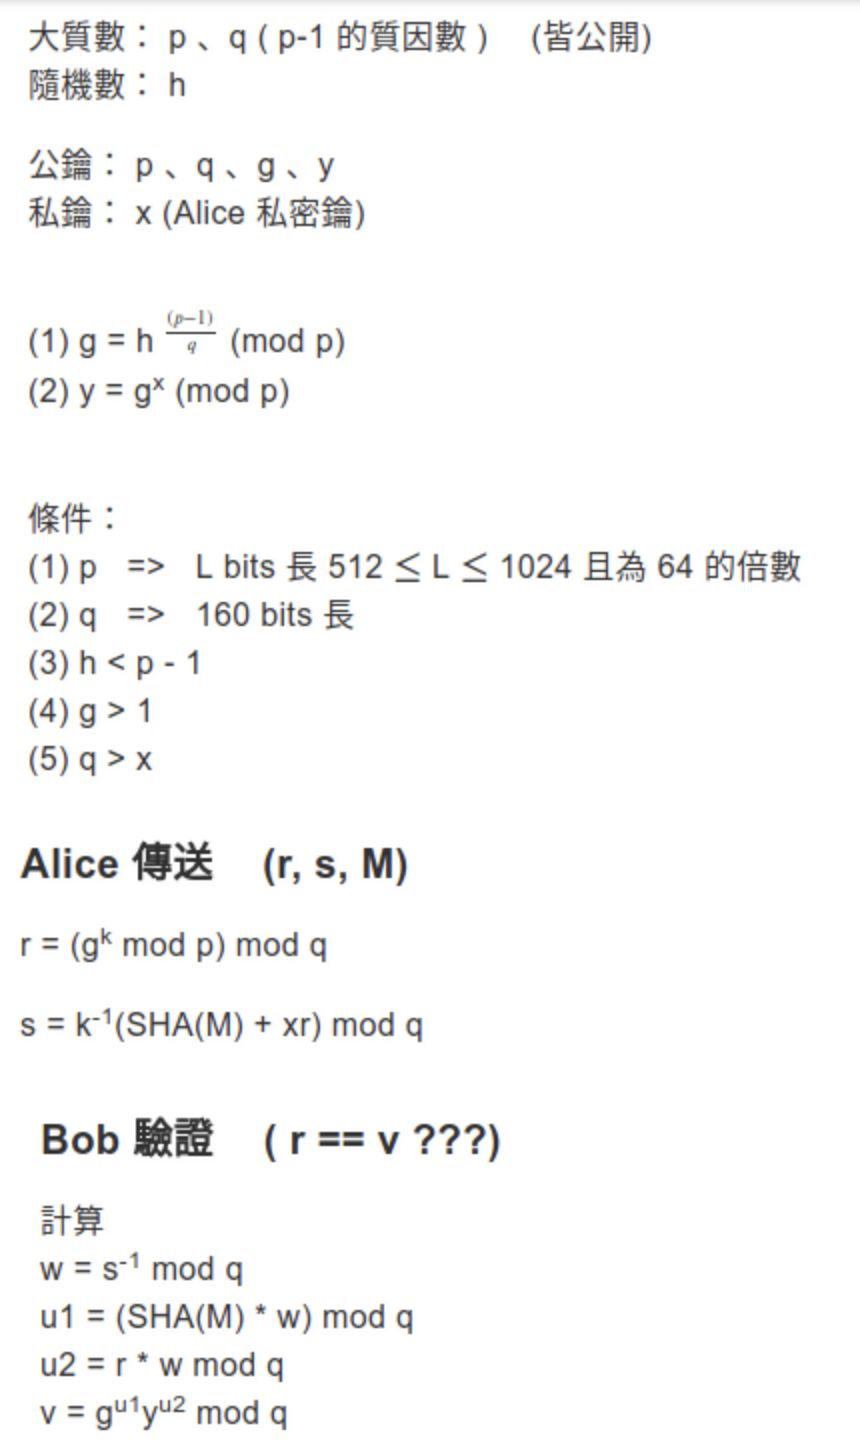 大質數： p 、q ( p-1 的質因數 ) (皆公開)
隨機數： h
公鑰： p 、q 、g 、y
私鑰： x (Alice 私密鑰)
(1) g = h^((p−1)/q) (mod p)
(2) y = g^x (mod p)
條件：
(1) p => L bits 長 512 ≤ L ≤ 1024 且為 64 的倍數
(2) q => 160 bits 長
(3) h < p - 1
(4) g > 1
(5) q > x
Alice 傳送 (r, s, M)
r = (g^k mod p) mod q
s = k^-1(SHA(M) + xr) mod q
Bob 驗證 ( r == v ???)
計算
w = s^-1 mod q
u1 = (SHA(M) * w) mod q
u2 = r * w mod q
v = g^u1y^u2 mod q